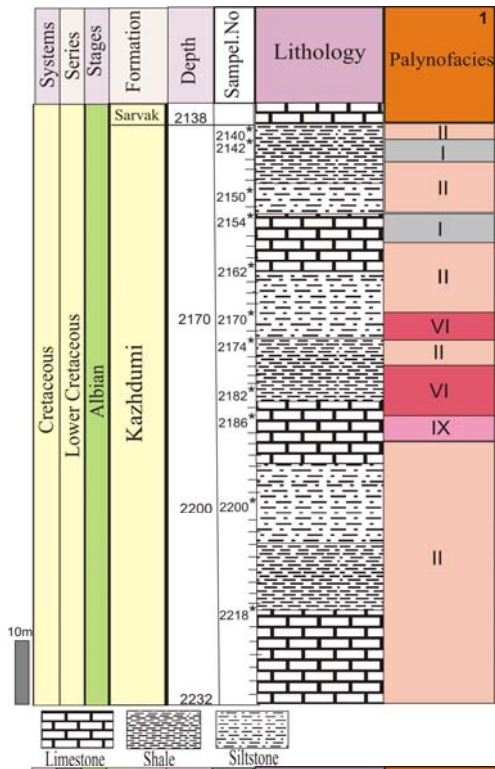 Systems
Series
Stages
Formation
Depth
Sampel.No
Lithology
1
Palynofacies
Cretaceous
Lower Cretaceous
Albian
Sarvak
Kazhdumi
2138
2170
2200
2232
2140*
2142*
2150*
2154*
2162*
2170*
2174*
2182*
2186*
2200*
2218*
II
I
II
I
II
VI
II
VI
IX
II
10m
Limestone
Shale
Siltstone